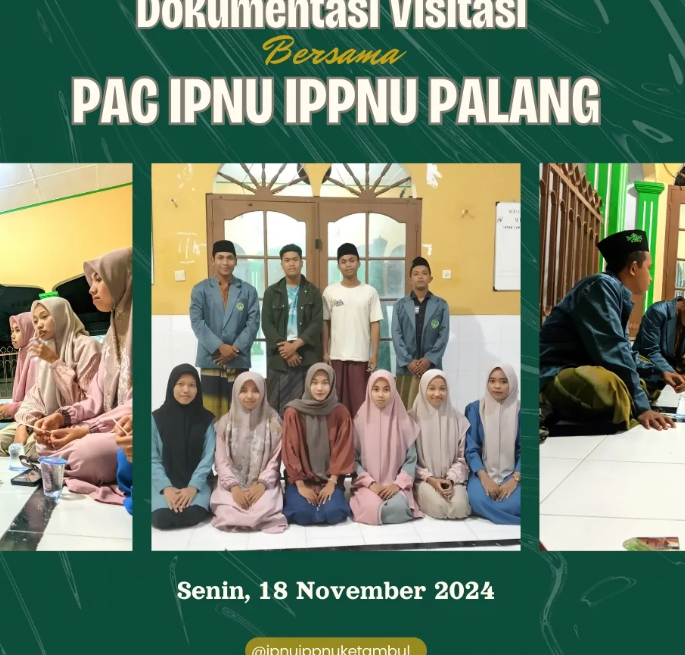 Dokumentasi Visitasi
Bersama
PAC IPNU IPPNU PALANG
Senin, 18 November 2024
@ipnuippnuketambul